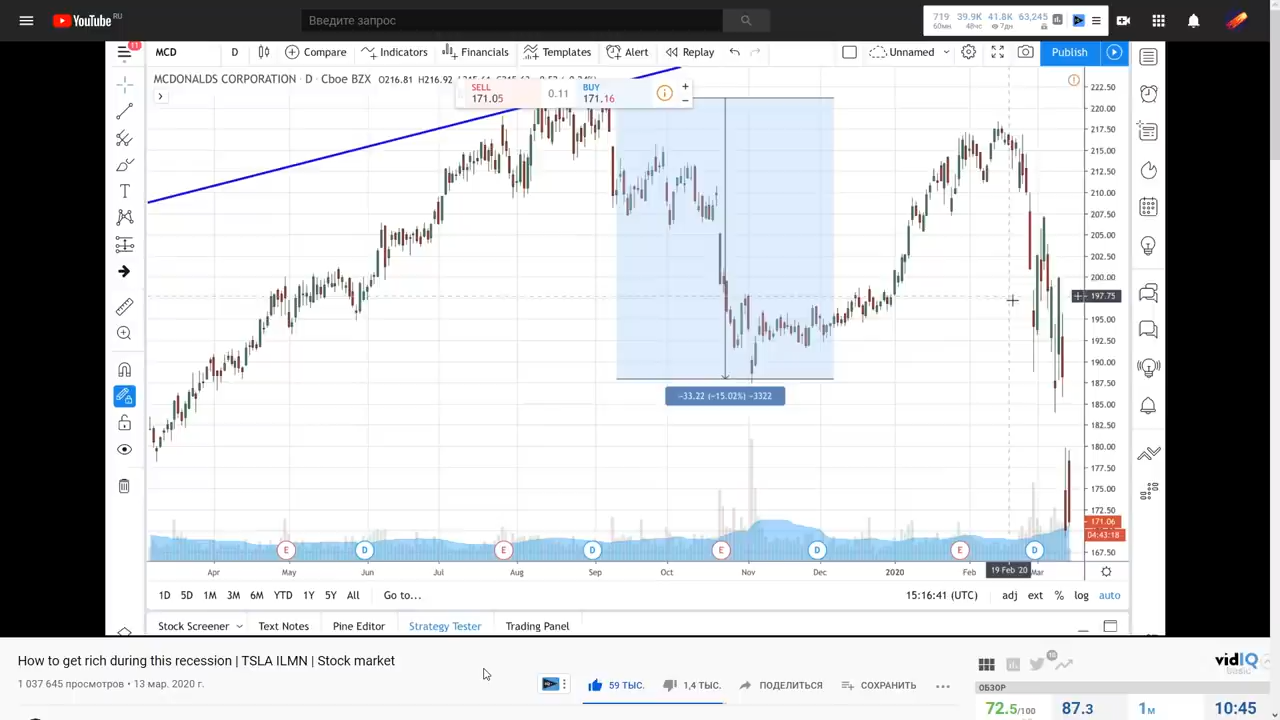 YouTube RU
Введите запрос
719 39.9K 41.8K 63,245
60мн 48ч 7дн
11
MCD D Compare Indicators Financials Templates Alert Replay Unnamed Publish
MCDONALDS CORPORATION · D · Cboe BZX O216.81 H216.92
SELL
171.05
0.11
BUY
171.16
222.50
220.00
217.50
215.00
212.50
210.00
207.50
205.00
202.50
200.00
197.75
195.00
192.50
190.00
187.50
185.00
182.50
180.00
177.50
175.00
172.50
171.06
04:43:18
167.50
−33.22 (−15.02%) −3322
E D E D E D E D
Apr May Jun Jul Aug Sep Oct Nov Dec 2020 Feb 19 Feb '20 Mar
1D 5D 1M 3M 6M YTD 1Y 5Y All Go to... 15:16:41 (UTC) adj ext % log auto
Stock Screener Text Notes Pine Editor Strategy Tester Trading Panel
How to get rich during this recession | TSLA ILMN | Stock market
1 037 645 просмотров • 13 мар. 2020 г.
59 ТЫС. 1,4 ТЫС. ПОДЕЛИТЬСЯ СОХРАНИТЬ
10
vidIQ
BASIC
ОБЗОР
72.5/100 87.3 1м 10:45